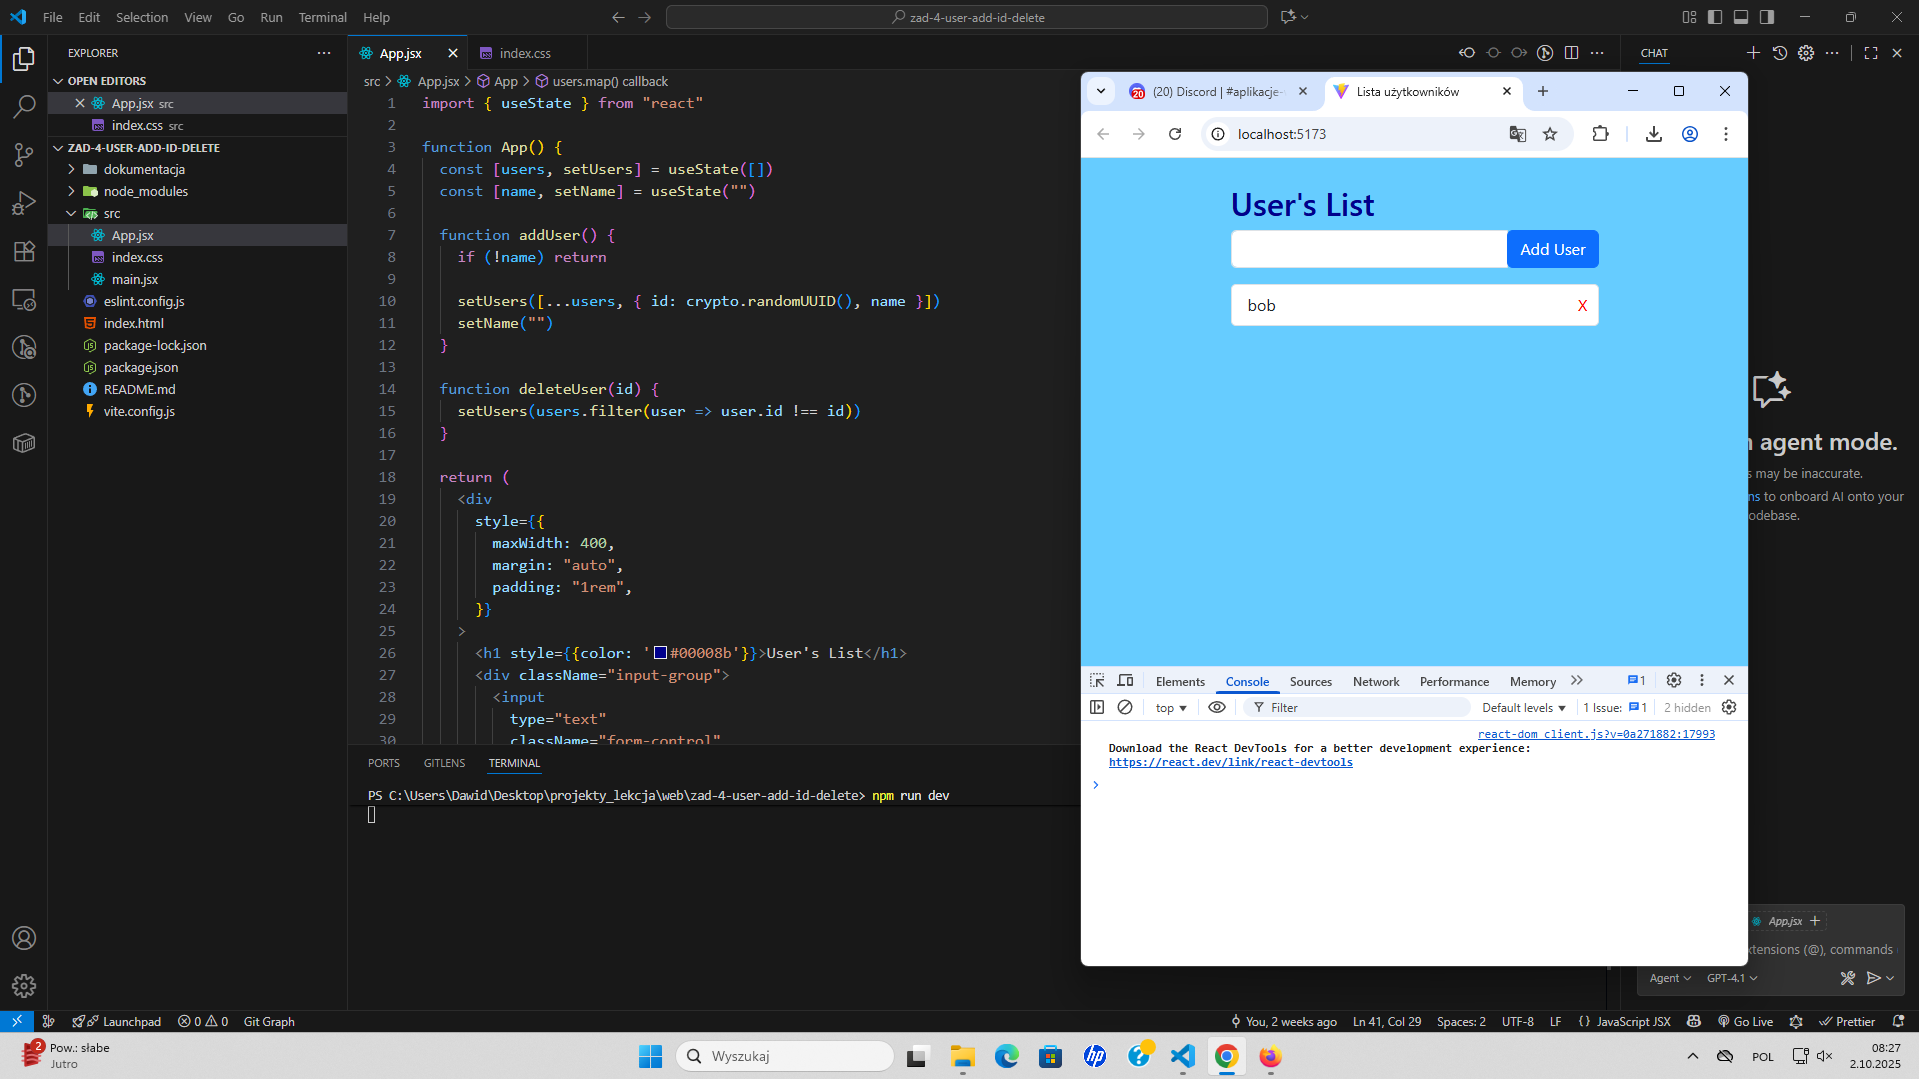 File Edit Selection View Go Run Terminal Help
zad-4-user-add-id-delete
EXPLORER
OPEN EDITORS
App.jsx src
index.css src
ZAD-4-USER-ADD-ID-DELETE
dokumentacja
node_modules
src
App.jsx
index.css
main.jsx
eslint.config.js
index.html
package-lock.json
package.json
README.md
vite.config.js
App.jsx
index.css
src > App.jsx > App > users.map() callback
1 import { useState } from "react"
2
3 function App() {
4 const [users, setUsers] = useState([])
5 const [name, setName] = useState("")
6
7 function addUser() {
8 if (!name) return
9
10 setUsers([...users, { id: crypto.randomUUID(), name }])
11 setName("")
12 }
13
14 function deleteUser(id) {
15 setUsers(users.filter(user => user.id !== id))
16 }
17
18 return (
19 <div
20 style={{
21 maxWidth: 400,
22 margin: "auto",
23 padding: "1rem",
24 }}
25 >
26 <h1 style={{color: '#00008b'}}>User's List</h1>
27 <div className="input-group">
28 <input
29 type="text"
30 className="form-control"
PORTS GITLENS TERMINAL
PS C:\Users\Dawid\Desktop\projekty_lekcja\web\zad-4-user-add-id-delete> npm run dev
CHAT
20 (20) Discord | #aplikacje-
Lista użytkowników
localhost:5173
User's List
Add User
bob
X
Elements Console Sources Network Performance Memory 1
top Filter Default levels 1 Issue: 1 2 hidden
react-dom client.js?v=0a271882:17993
Download the React DevTools for a better development experience:
https://react.dev/link/react-devtools
agent mode.
s may be inaccurate.
ns to onboard AI onto your
odebase.
App.jsx
xtensions (@), commands
Agent GPT-4.1
Launchpad 0 0 Git Graph
You, 2 weeks ago Ln 41, Col 29 Spaces: 2 UTF-8 LF { } JavaScript JSX Go Live Prettier
2
Pow.: słabe
Jutro
Wyszukaj
POL
08:27
2.10.2025